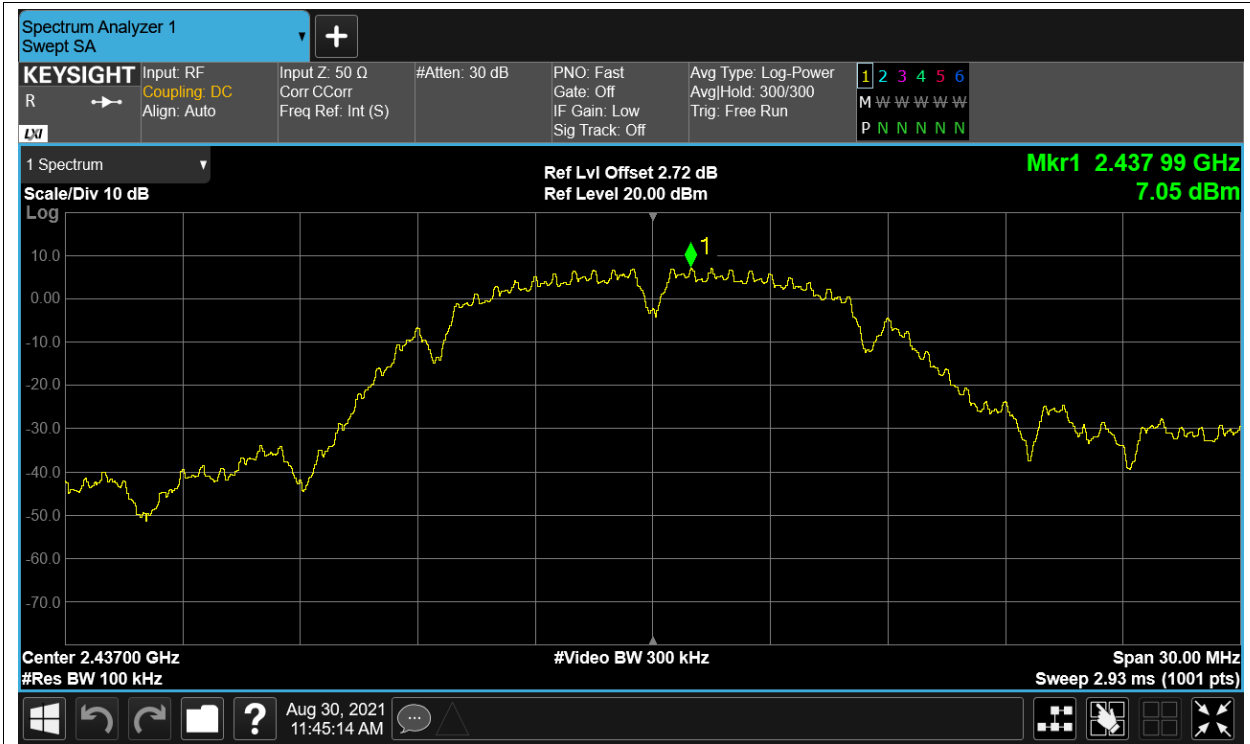 Spectrum Analyzer 1
Swept SA
KEYSIGHT
R
LXI
Input: RF
Coupling: DC
Align: Auto
Input Z: 50 Ω
Corr CCorr
Freq Ref: Int (S)
#Atten: 30 dB
PNO: Fast
Gate: Off
IF Gain: Low
Sig Track: Off
Avg Type: Log-Power
Avg|Hold: 300/300
Trig: Free Run
1 2 3 4 5 6
M W W W W W
P N N N N N
1 Spectrum
Scale/Div 10 dB
Ref Lvl Offset 2.72 dB
Ref Level 20.00 dBm
Mkr1 2.437 99 GHz
7.05 dBm
Log
1
10.0
0.00
-10.0
-20.0
-30.0
-40.0
-50.0
-60.0
-70.0
Center 2.43700 GHz
#Video BW 300 kHz
Span 30.00 MHz
#Res BW 100 kHz
Sweep 2.93 ms (1001 pts)
?
Aug 30, 2021
11:45:14 AM